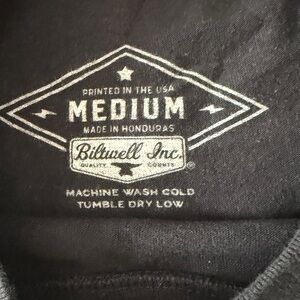 PRINTED IN THE USA
MEDIUM
MADE IN HONDURAS
Biltwell Inc.
QUALITY COUNTS
MACHINE WASH COLD
TUMBLE DRY LOW